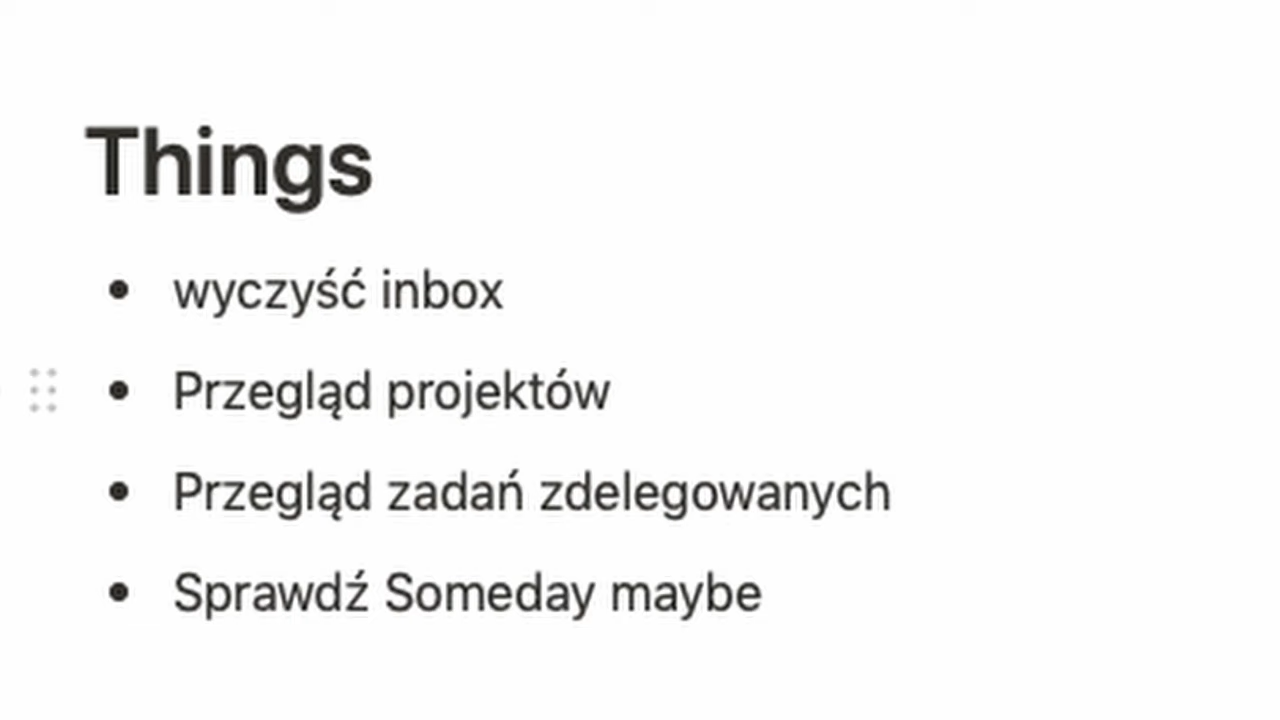 Things
wyczyść inbox
Przegląd projektów
Przegląd zadań zdelegowanych
Sprawdź Someday maybe